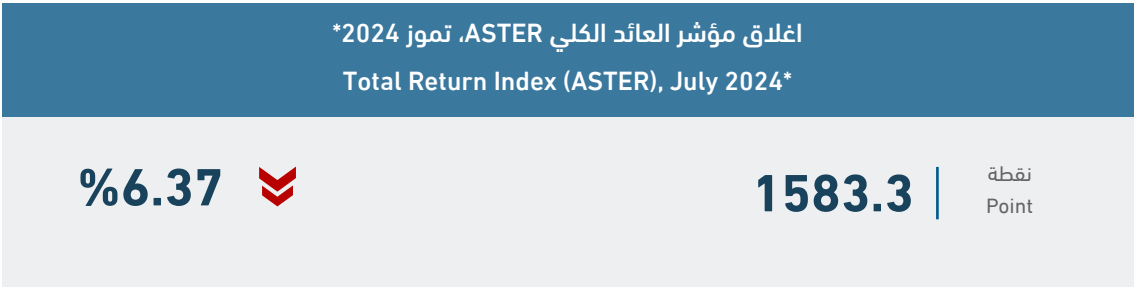 اغلاق مؤشر العائد الكلي ASTER، تموز 2024*
Total Return Index (ASTER), July 2024*
نقطة
Point
1583.3
%6.37